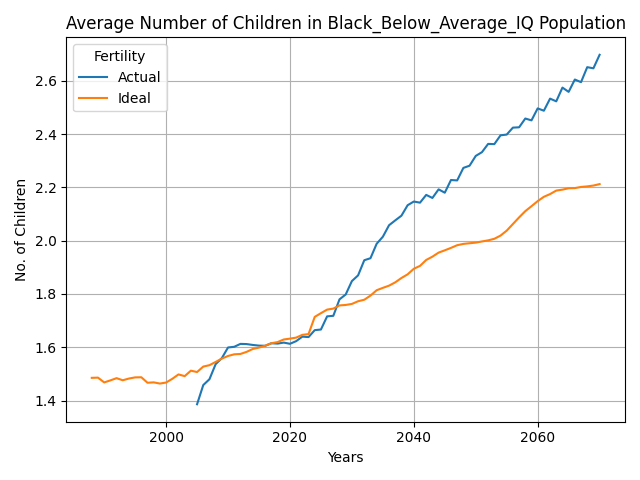 Average Number of Children in Black_Below_Average_IQ Population
Fertility
Actual
Ideal
No. of Children
2.6
2.4
2.2
2.0
1.8
1.6
1.4
2000
2020
2040
2060
Years